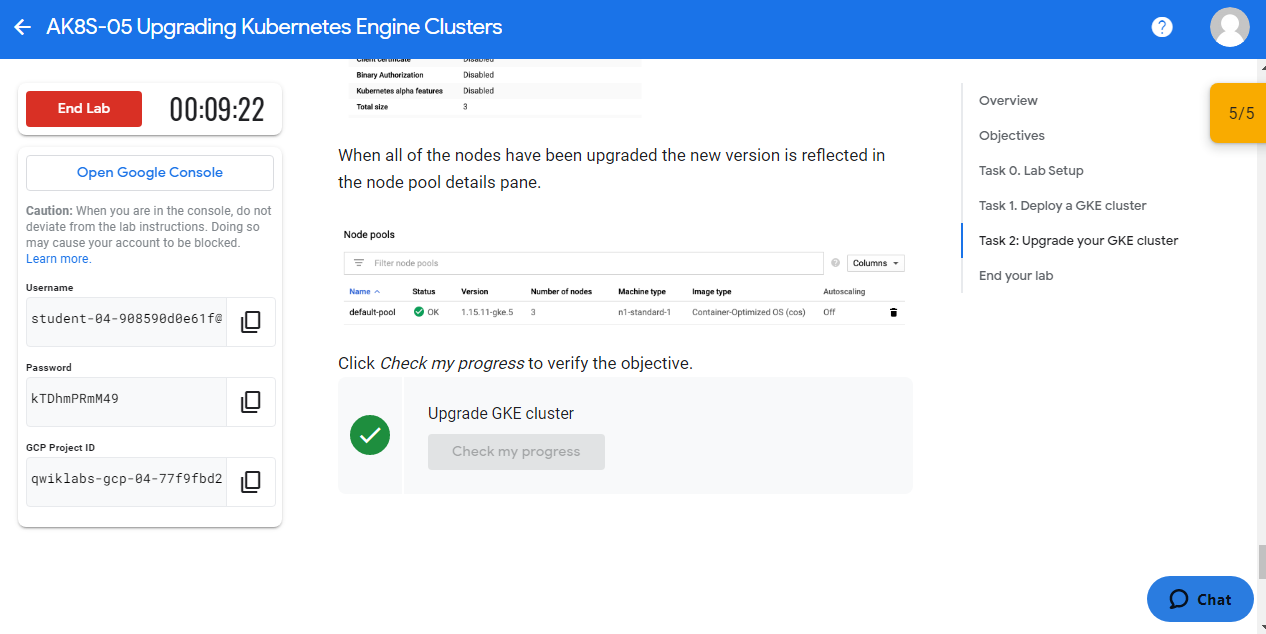 AK8S-05 Upgrading Kubernetes Engine Clusters
?
End Lab
00:09:22
Open Google Console
Caution: When you are in the console, do not
deviate from the lab instructions. Doing so
may cause your account to be blocked.
Learn more.
Username
student-04-908590d0e61f@
Password
kTDhmPRmM49
GCP Project ID
qwiklabs-gcp-04-77f9fbd2
Client certificate Disabled
Binary Authorization Disabled
Kubernetes alpha features Disabled
Total size 3
When all of the nodes have been upgraded the new version is reflected in
the node pool details pane.
Node pools
Filter node pools
? Columns
Name Status Version Number of nodes Machine type Image type Autoscaling
default-pool OK 1.15.11-gke.5 3 n1-standard-1 Container-Optimized OS (cos) Off
Click Check my progress to verify the objective.
Upgrade GKE cluster
Check my progress
Overview
Objectives
Task 0. Lab Setup
Task 1. Deploy a GKE cluster
Task 2: Upgrade your GKE cluster
End your lab
5/5
Chat